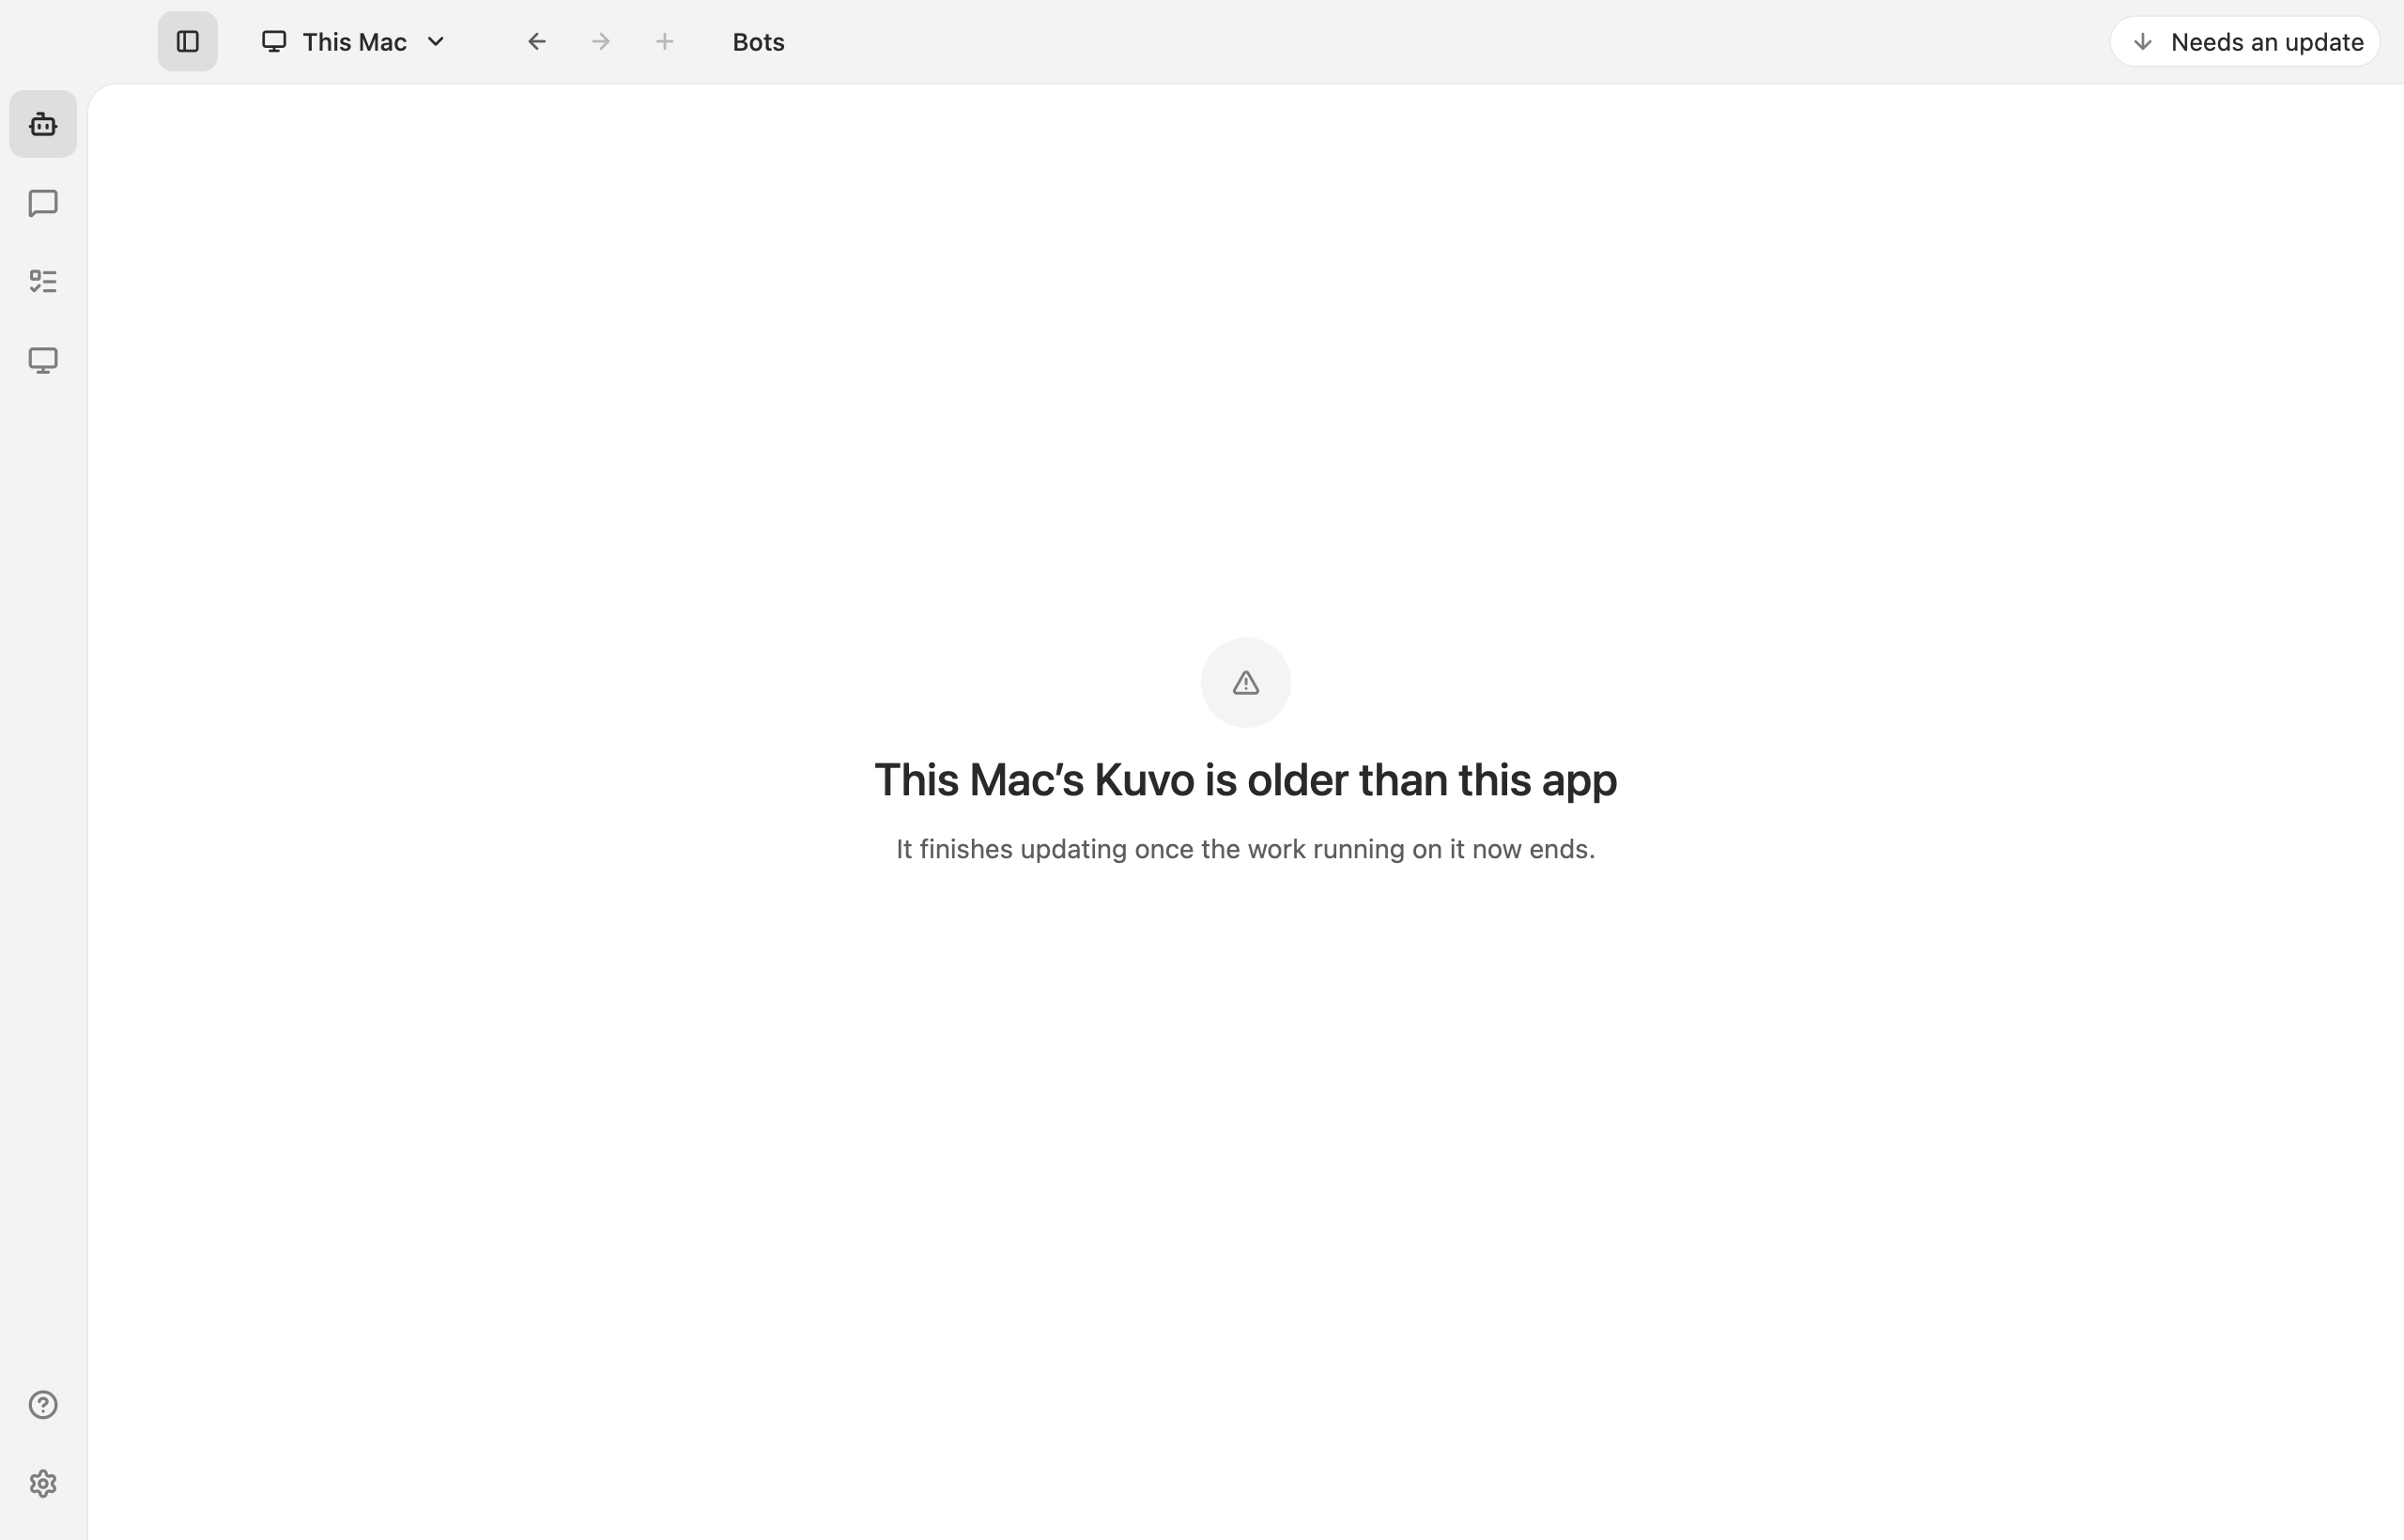 This Mac
Bots
Needs an update
This Mac’s Kuvo is older than this app
It finishes updating once the work running on it now ends.